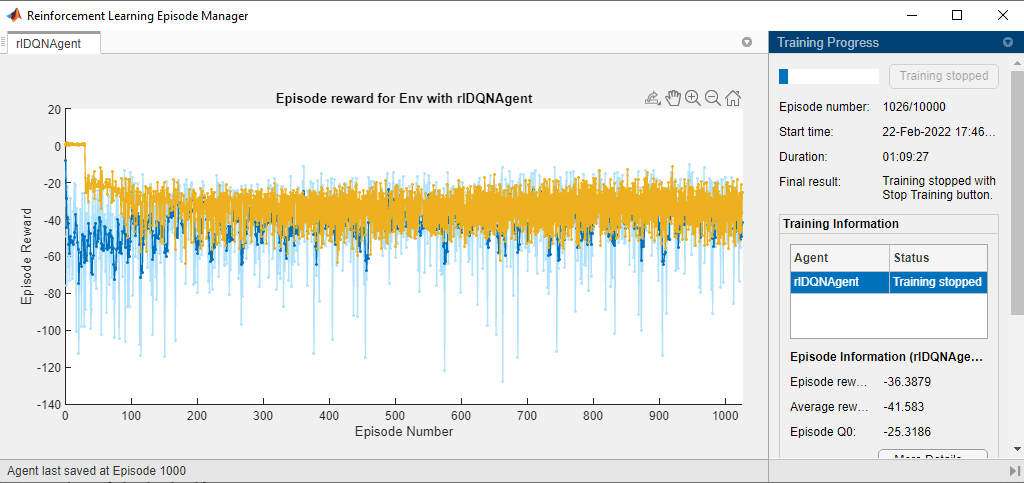 Reinforcement Learning Episode Manager
rlDQNAgent
Training Progress
Episode reward for Env with rlDQNAgent
20
0
-20
-40
-60
-80
-100
-120
-140
Episode Reward
0 100 200 300 400 500 600 700 800 900 1000
Episode Number
Training stopped
Episode number: 1026/10000
Start time: 22-Feb-2022 17:46...
Duration: 01:09:27
Final result: Training stopped with
Stop Training button.
Training Information
Agent Status
rlDQNAgent Training stopped
Episode Information (rlDQNAge...
Episode rew... -36.3879
Average rew... -41.583
Episode Q0: -25.3186
More Details
Agent last saved at Episode 1000